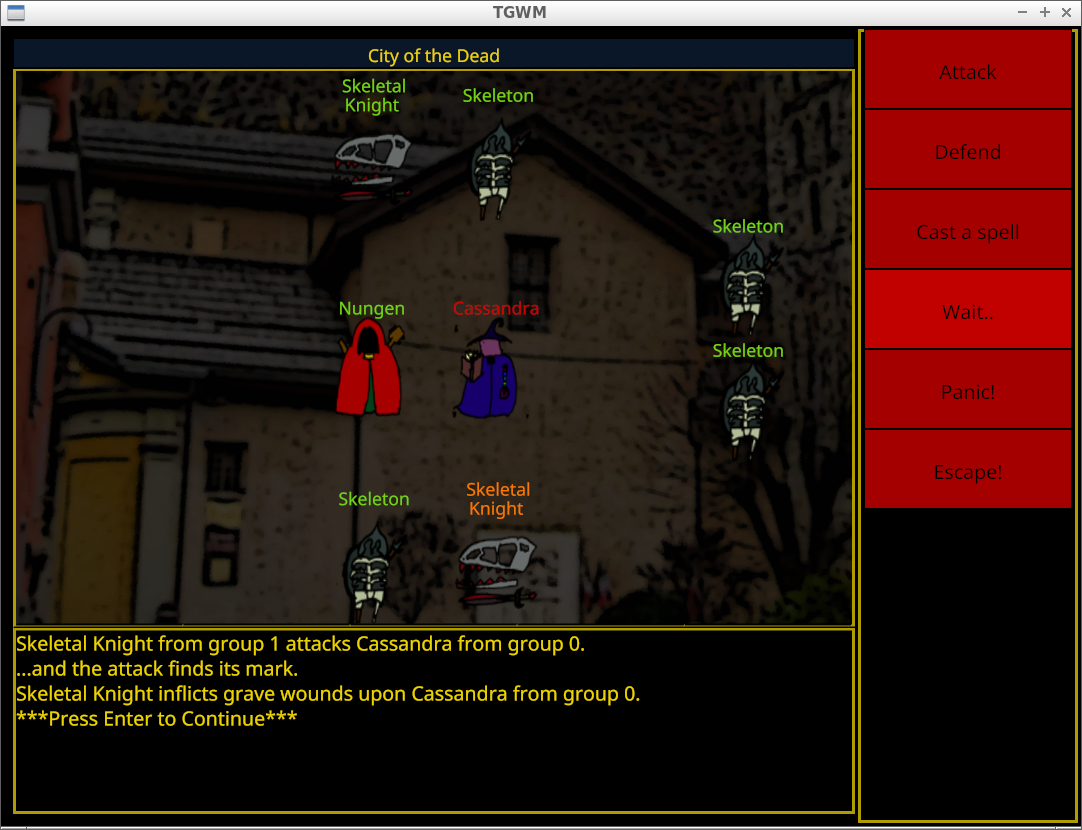 TGWM
City of the Dead
Skeletal
Knight
Skeleton
Skeleton
Nungen
Cassandra
Skeleton
Skeleton
Skeletal
Knight
Skeletal Knight from group 1 attacks Cassandra from group 0.
...and the attack finds its mark.
Skeletal Knight inflicts grave wounds upon Cassandra from group 0.
***Press Enter to Continue***
Attack
Defend
Cast a spell
Wait..
Panic!
Escape!